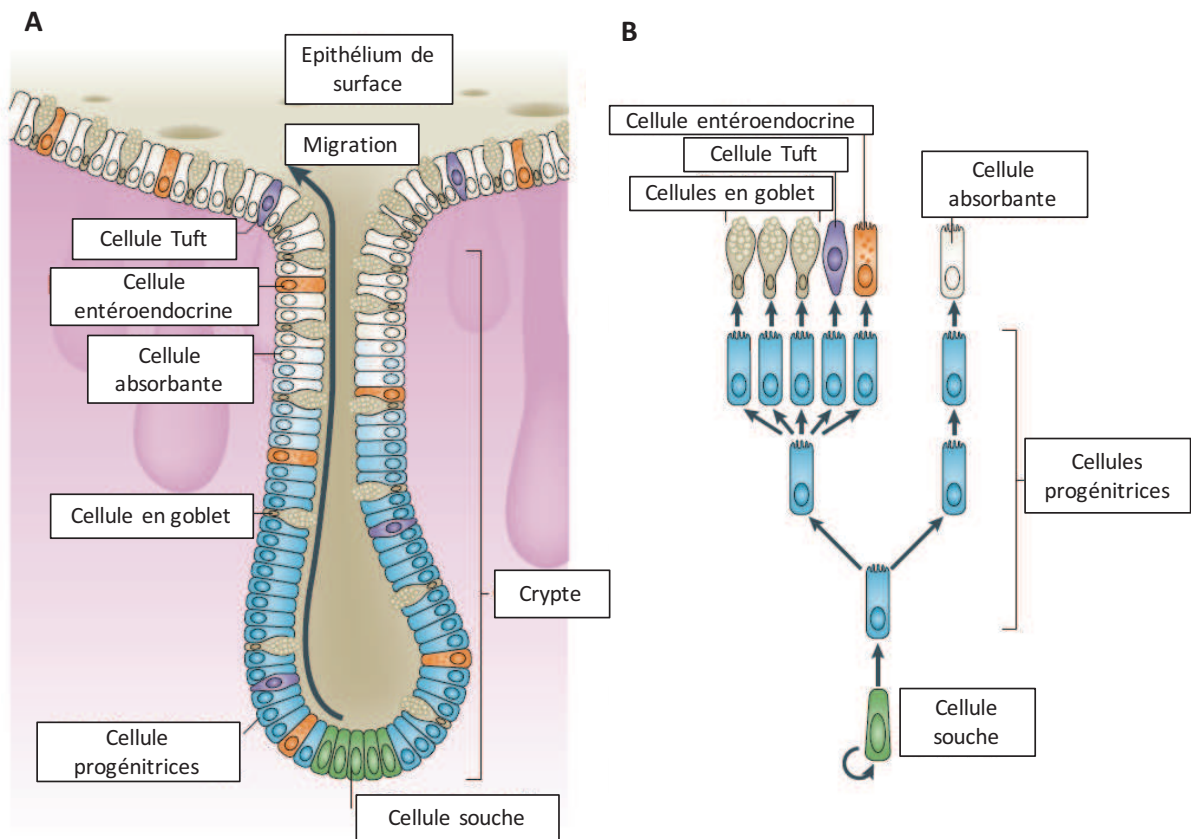 A
Epithélium de
surface
Migration
Cellule Tuft
Cellule
entéroendocrine
Cellule
absorbante
Cellule en goblet
Crypte
Cellule
progénitrices
Cellule souche
B
Cellule entéroendocrine
Cellule Tuft
Cellules en goblet
Cellule
absorbante
Cellules
progénitrices
Cellule
souche